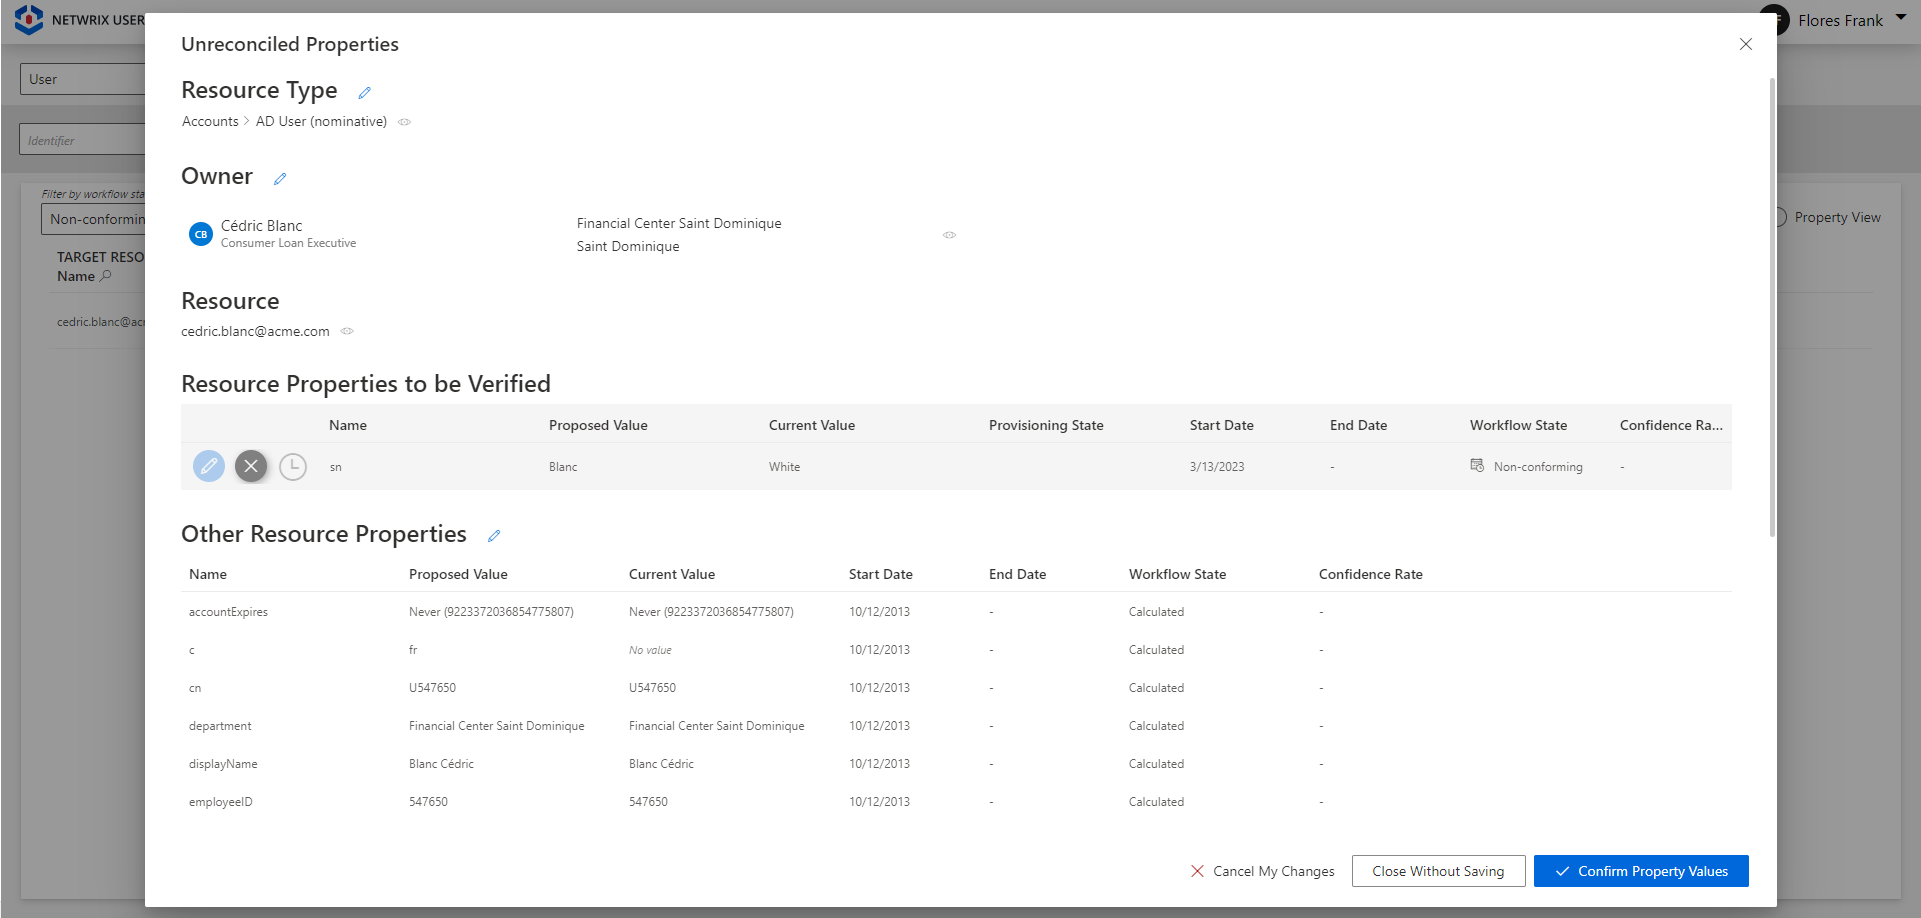 NETWRIX USER
Flores Frank
User
Identifier
Filter by workflow sta
Non-conformin
Property View
TARGET RESO
Name
cedric.blanc@acr
Unreconciled Properties
Resource Type
Accounts > AD User (nominative)
Owner
CB
Cédric Blanc
Consumer Loan Executive
Financial Center Saint Dominique
Saint Dominique
Resource
cedric.blanc@acme.com
Resource Properties to be Verified
Name Proposed Value Current Value Provisioning State Start Date End Date Workflow State Confidence Ra...
sn Blanc White 3/13/2023 - Non-conforming -
Other Resource Properties
Name Proposed Value Current Value Start Date End Date Workflow State Confidence Rate
accountExpires Never (9223372036854775807) Never (9223372036854775807) 10/12/2013 - Calculated -
c fr No value 10/12/2013 - Calculated -
cn U547650 U547650 10/12/2013 - Calculated -
department Financial Center Saint Dominique Financial Center Saint Dominique 10/12/2013 - Calculated -
displayName Blanc Cédric Blanc Cédric 10/12/2013 - Calculated -
employeeID 547650 547650 10/12/2013 - Calculated -
Cancel My Changes Close Without Saving Confirm Property Values